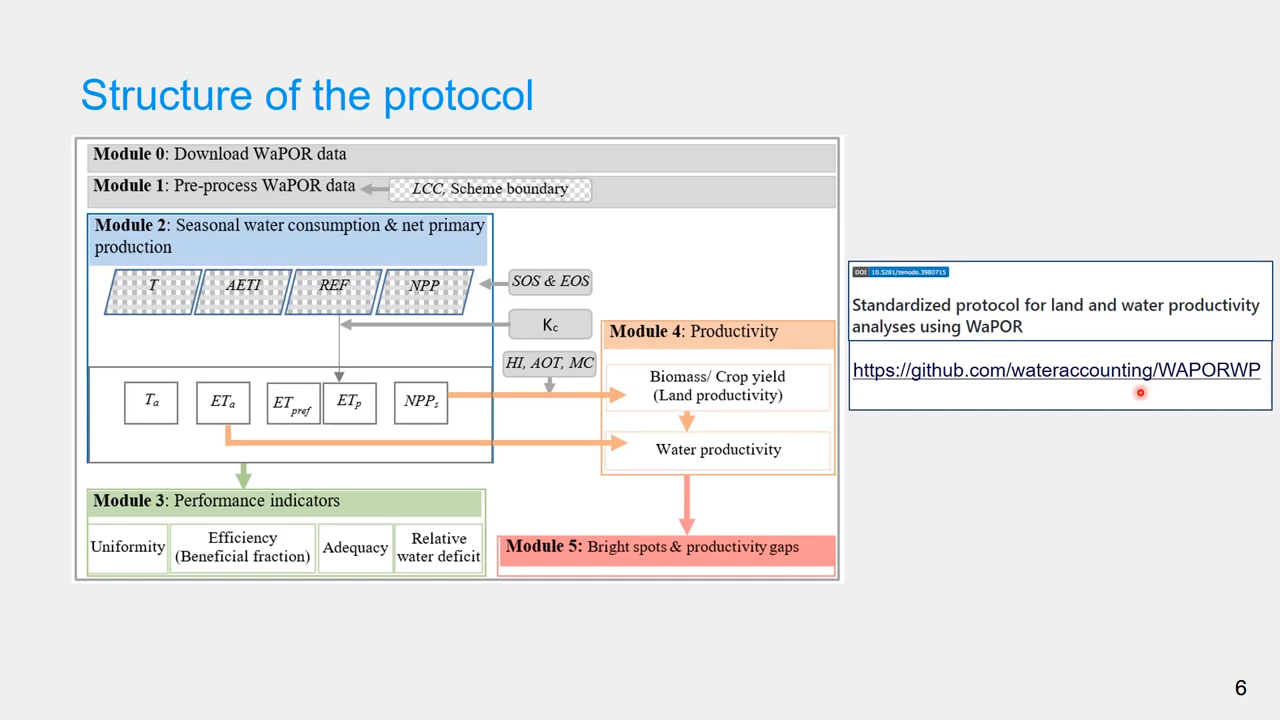 Structure of the protocol
Module 0: Download WaPOR data
Module 1: Pre-process WaPOR data
LCC, Scheme boundary
Module 2: Seasonal water consumption & net primary
production
T
AETI
REF
NPP
SOS & EOS
Kc
HI, AOT, MC
Ta
ETa
ETpref
ETp
NPPs
Module 4: Productivity
Biomass/ Crop yield
(Land productivity)
Water productivity
Module 3: Performance indicators
Uniformity
Efficiency
(Beneficial fraction)
Adequacy
Relative
water deficit
Module 5: Bright spots & productivity gaps
DOI 10.5281/zenodo.3980715
Standardized protocol for land and water productivity
analyses using WaPOR
https://github.com/wateraccounting/WAPORWP
6